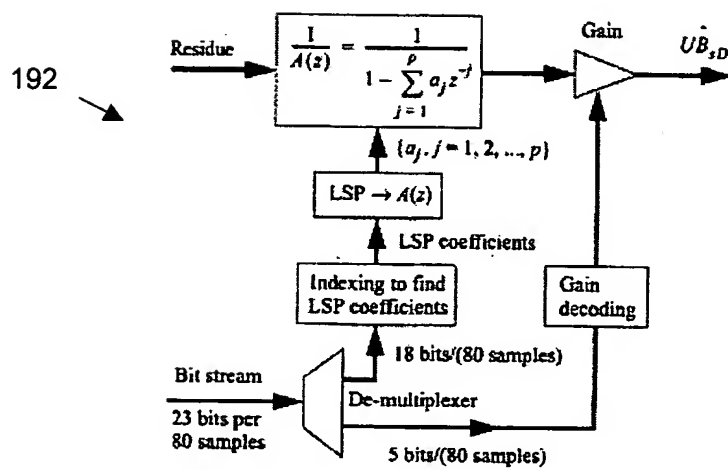 192
Residue
1/A(z) = 1/(1 - ∑_{j = 1}^{p} a_j z^{-j})
Gain
ÛB_{sD}
{a_j, j = 1, 2, ..., p}
LSP → A(z)
LSP coefficients
Indexing to find
LSP coefficients
Gain
decoding
18 bits/(80 samples)
Bit stream
23 bits per
80 samples
De-multiplexer
5 bits/(80 samples)